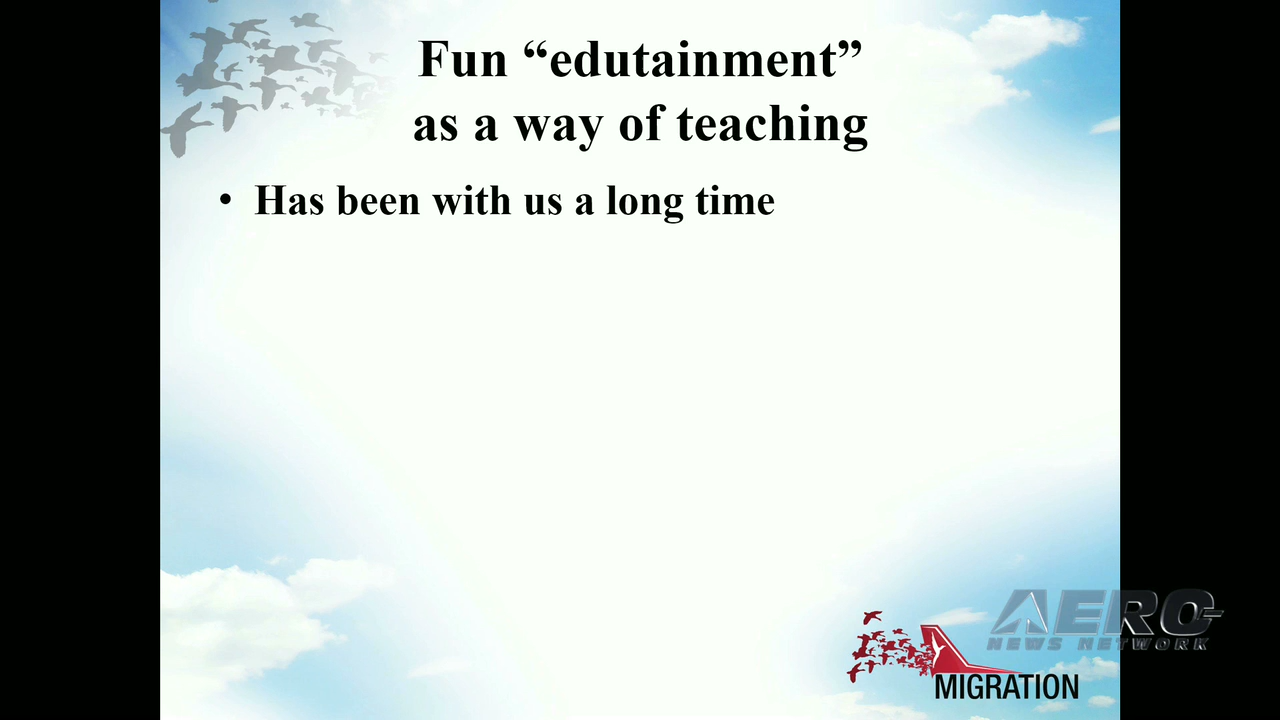 Fun “edutainment”
as a way of teaching
• Has been with us a long time
AERO
NEWS NETWORK
MIGRATION